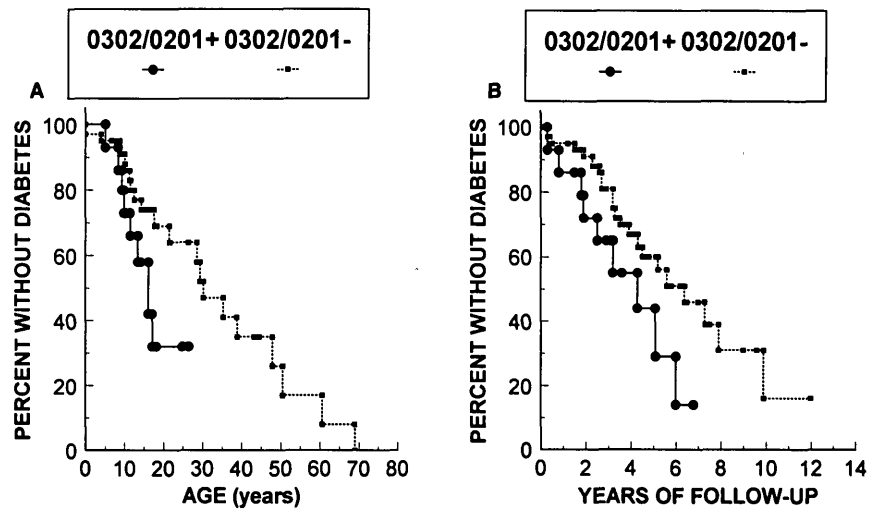 0302/0201+ 0302/0201-
A
100
80
60
40
20
0
PERCENT WITHOUT DIABETES
0 10 20 30 40 50 60 70 80
AGE (years)
0302/0201+ 0302/0201-
B
100
80
60
40
20
0
PERCENT WITHOUT DIABETES
0 2 4 6 8 10 12 14
YEARS OF FOLLOW-UP